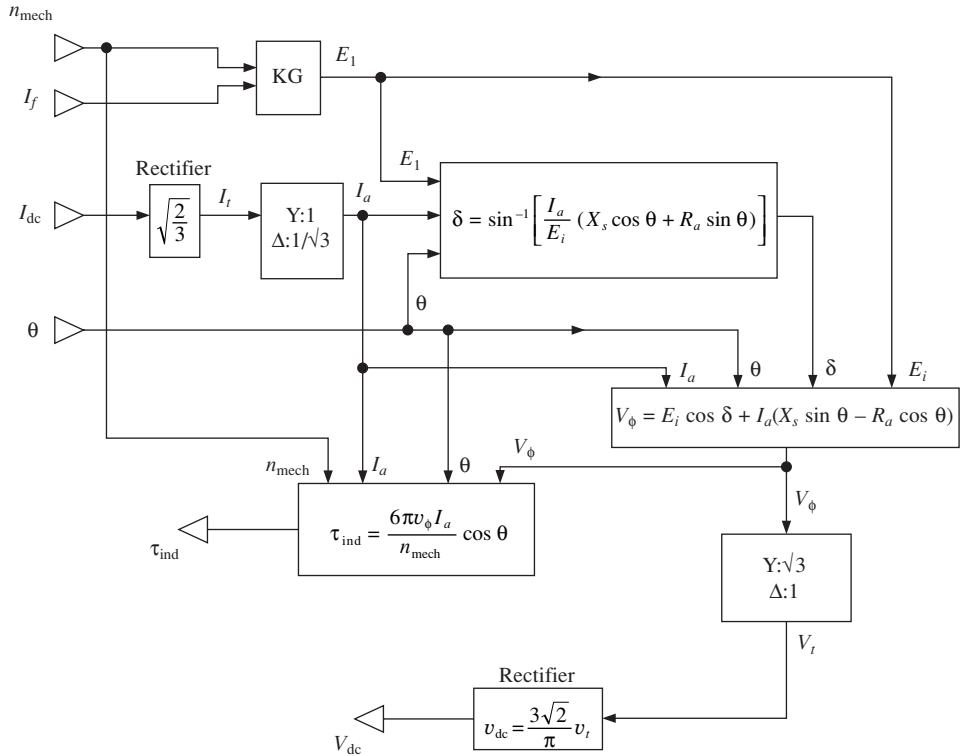 n_mech
I_f
KG
E_1
Rectifier
I_dc
√(2/3)
I_t
Y:1
Δ:1/√3
I_a
E_1
δ = sin⁻¹[I_a/E_i (X_s cos θ + R_a sin θ)]
θ
θ
I_a
θ
δ
E_i
V_ϕ = E_i cos δ + I_a(X_s sin θ – R_a cos θ)
n_mech
I_a
θ
V_ϕ
V_ϕ
τ_ind = 6πv_ϕ I_a / n_mech cos θ
τ_ind
Y:√3
Δ:1
V_t
Rectifier
v_dc = 3√2/π v_t
V_dc